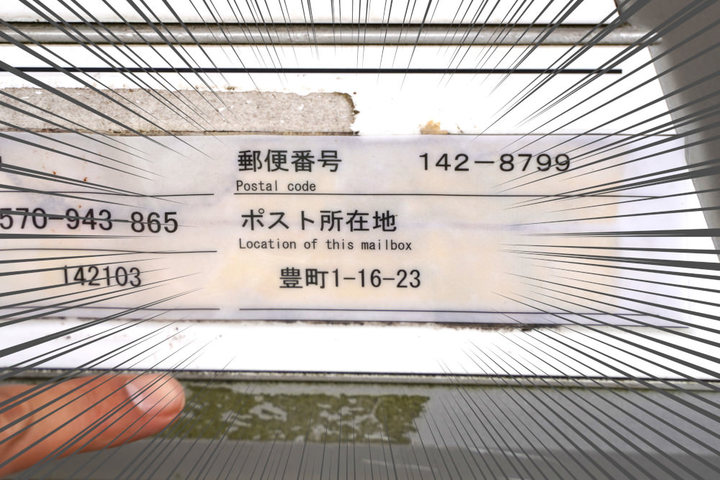 郵便番号 142-8799
Postal code
570-943-865
ポスト所在地
Location of this mailbox
142103
豊町1-16-23